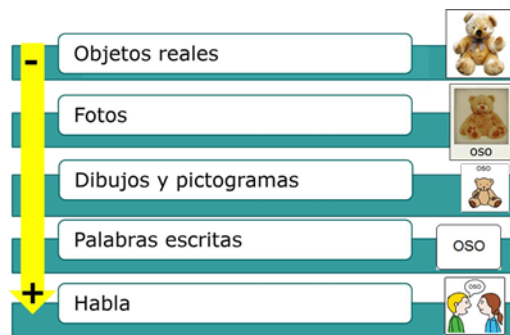 -
Objetos reales
Fotos
oso
Dibujos y pictogramas
OSO
Palabras escritas
OSO
+
Habla
OSO